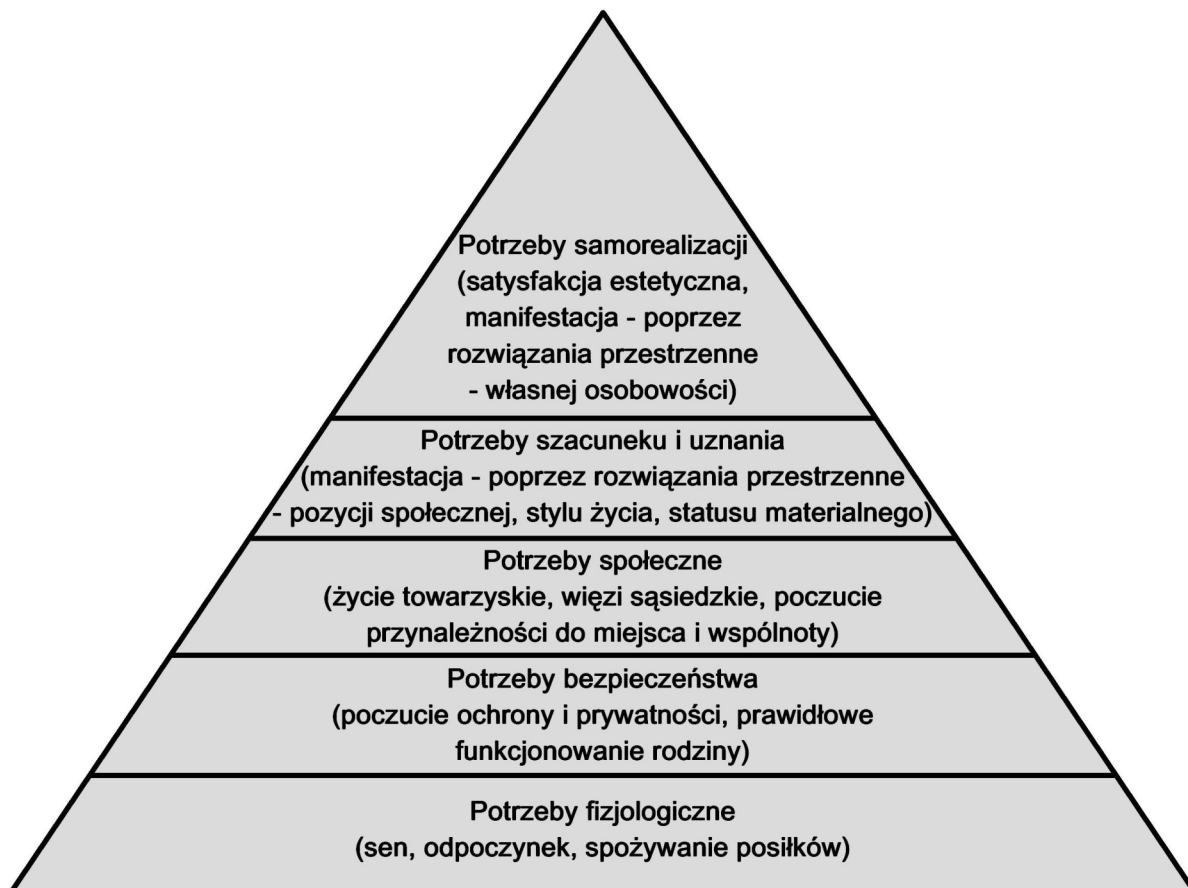 Potrzeby samorealizacji
(satysfakcja estetyczna,
manifestacja - poprzez
rozwiązania przestrzenne
- własnej osobowości)
Potrzeby szacuneku i uznania
(manifestacja - poprzez rozwiązania przestrzenne
- pozycji społecznej, stylu życia, statusu materialnego)
Potrzeby społeczne
(życie towarzyskie, więzi sąsiedzkie, poczucie
przynależności do miejsca i wspólnoty)
Potrzeby bezpieczeństwa
(poczucie ochrony i prywatności, prawidłowe
funkcjonowanie rodziny)
Potrzeby fizjologiczne
(sen, odpoczynek, spożywanie posiłków)